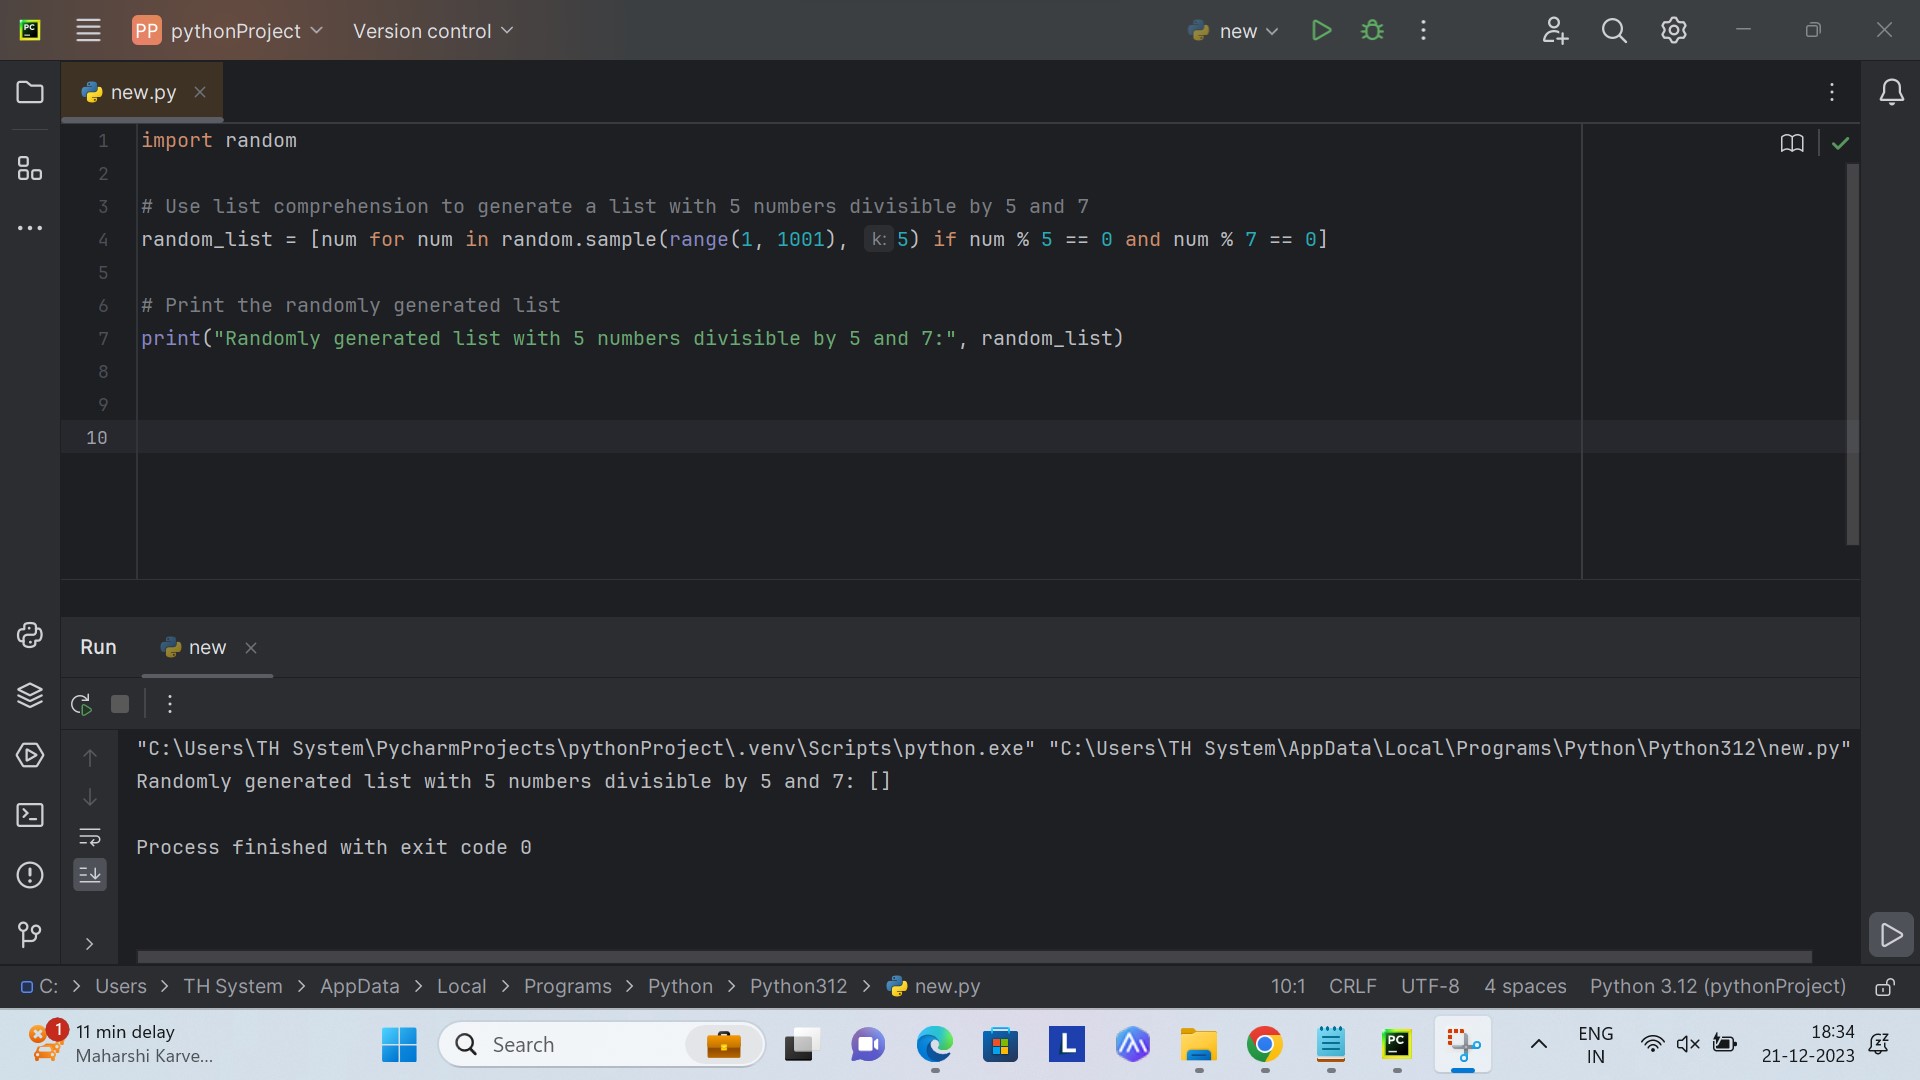 PC
PP pythonProject Version control new
new.py
1 import random
2
3 # Use list comprehension to generate a list with 5 numbers divisible by 5 and 7
4 random_list = [num for num in random.sample(range(1, 1001), k: 5) if num % 5 == 0 and num % 7 == 0]
5
6 # Print the randomly generated list
7 print("Randomly generated list with 5 numbers divisible by 5 and 7:", random_list)
8
9
10
Run new
"C:\Users\TH System\PycharmProjects\pythonProject\.venv\Scripts\python.exe" "C:\Users\TH System\AppData\Local\Programs\Python\Python312\new.py"
Randomly generated list with 5 numbers divisible by 5 and 7: []
Process finished with exit code 0
C: > Users > TH System > AppData > Local > Programs > Python > Python312 > new.py 10:1 CRLF UTF-8 4 spaces Python 3.12 (pythonProject)
1 11 min delay
Maharshi Karve...
Search
L
PC
ENG
IN
18:34
21-12-2023